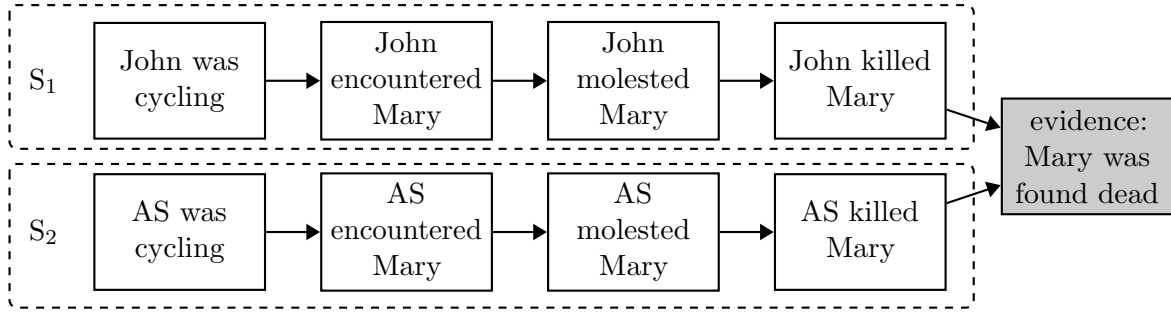 S₁
John was
cycling
John
encountered
Mary
John
molested
Mary
John killed
Mary
evidence:
Mary was
found dead
S₂
AS was
cycling
AS
encountered
Mary
AS
molested
Mary
AS killed
Mary